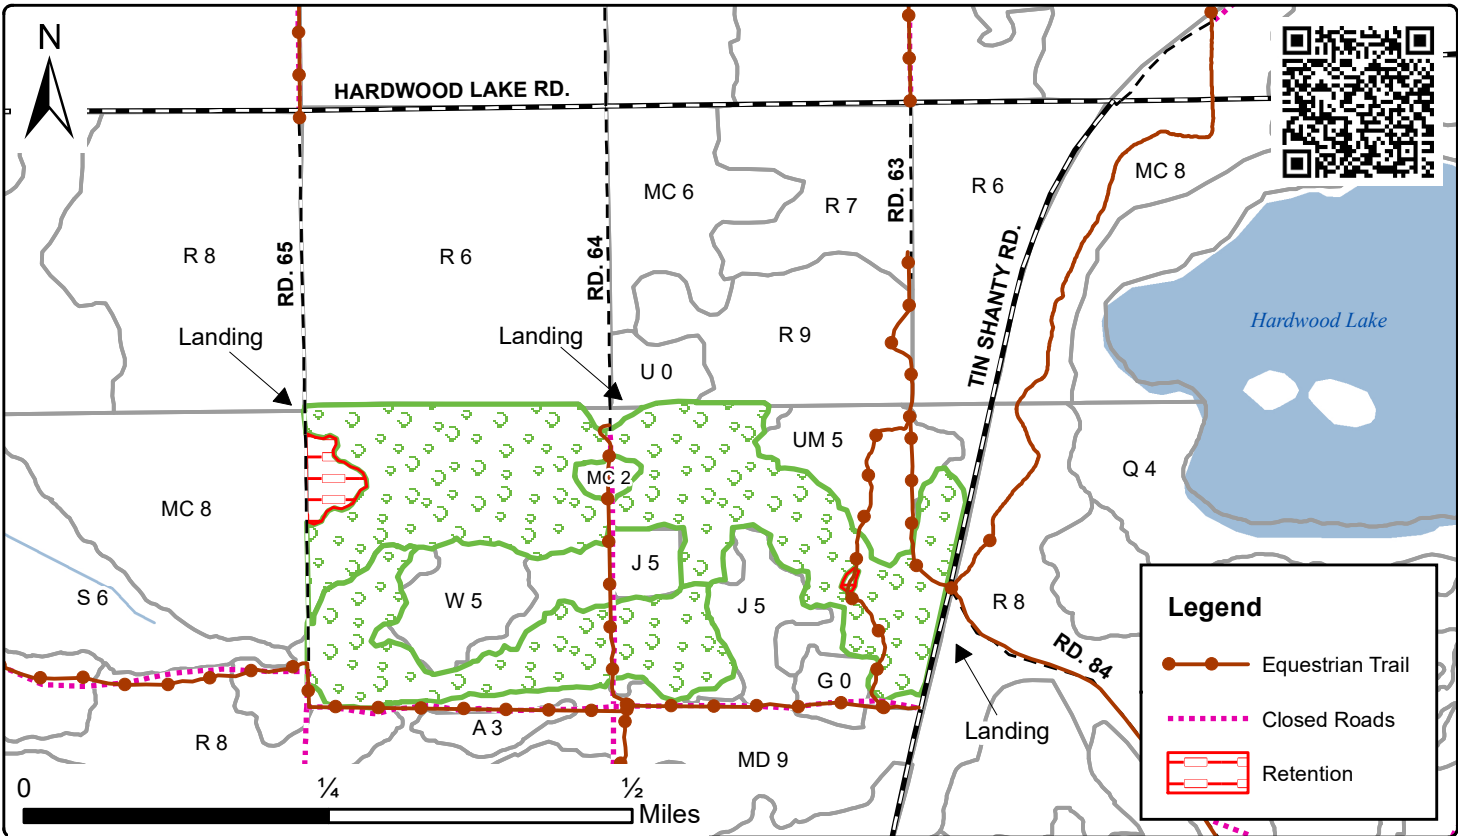 N
HARDWOOD LAKE RD.
MC 6
R 7
RD. 63
R 6
MC 8
R 8
RD. 65
R 6
RD. 64
TIN SHANTY RD.
Landing
Landing
R 9
Hardwood Lake
U 0
UM 5
Q 4
MC 8
MC 2
J 5
S 6
W 5
J 5
R 8
RD. 84
G 0
R 8
A 3
MD 9
Landing
Legend
Equestrian Trail
Closed Roads
Retention
0 ¼ ½
Miles